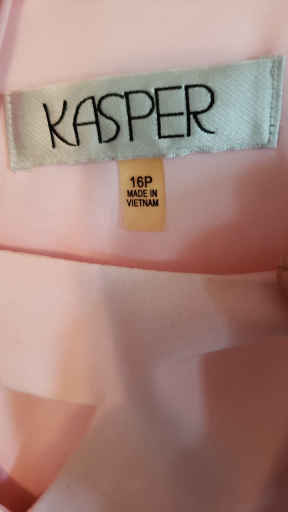 KASPER
16P
MADE IN
VIETNAM